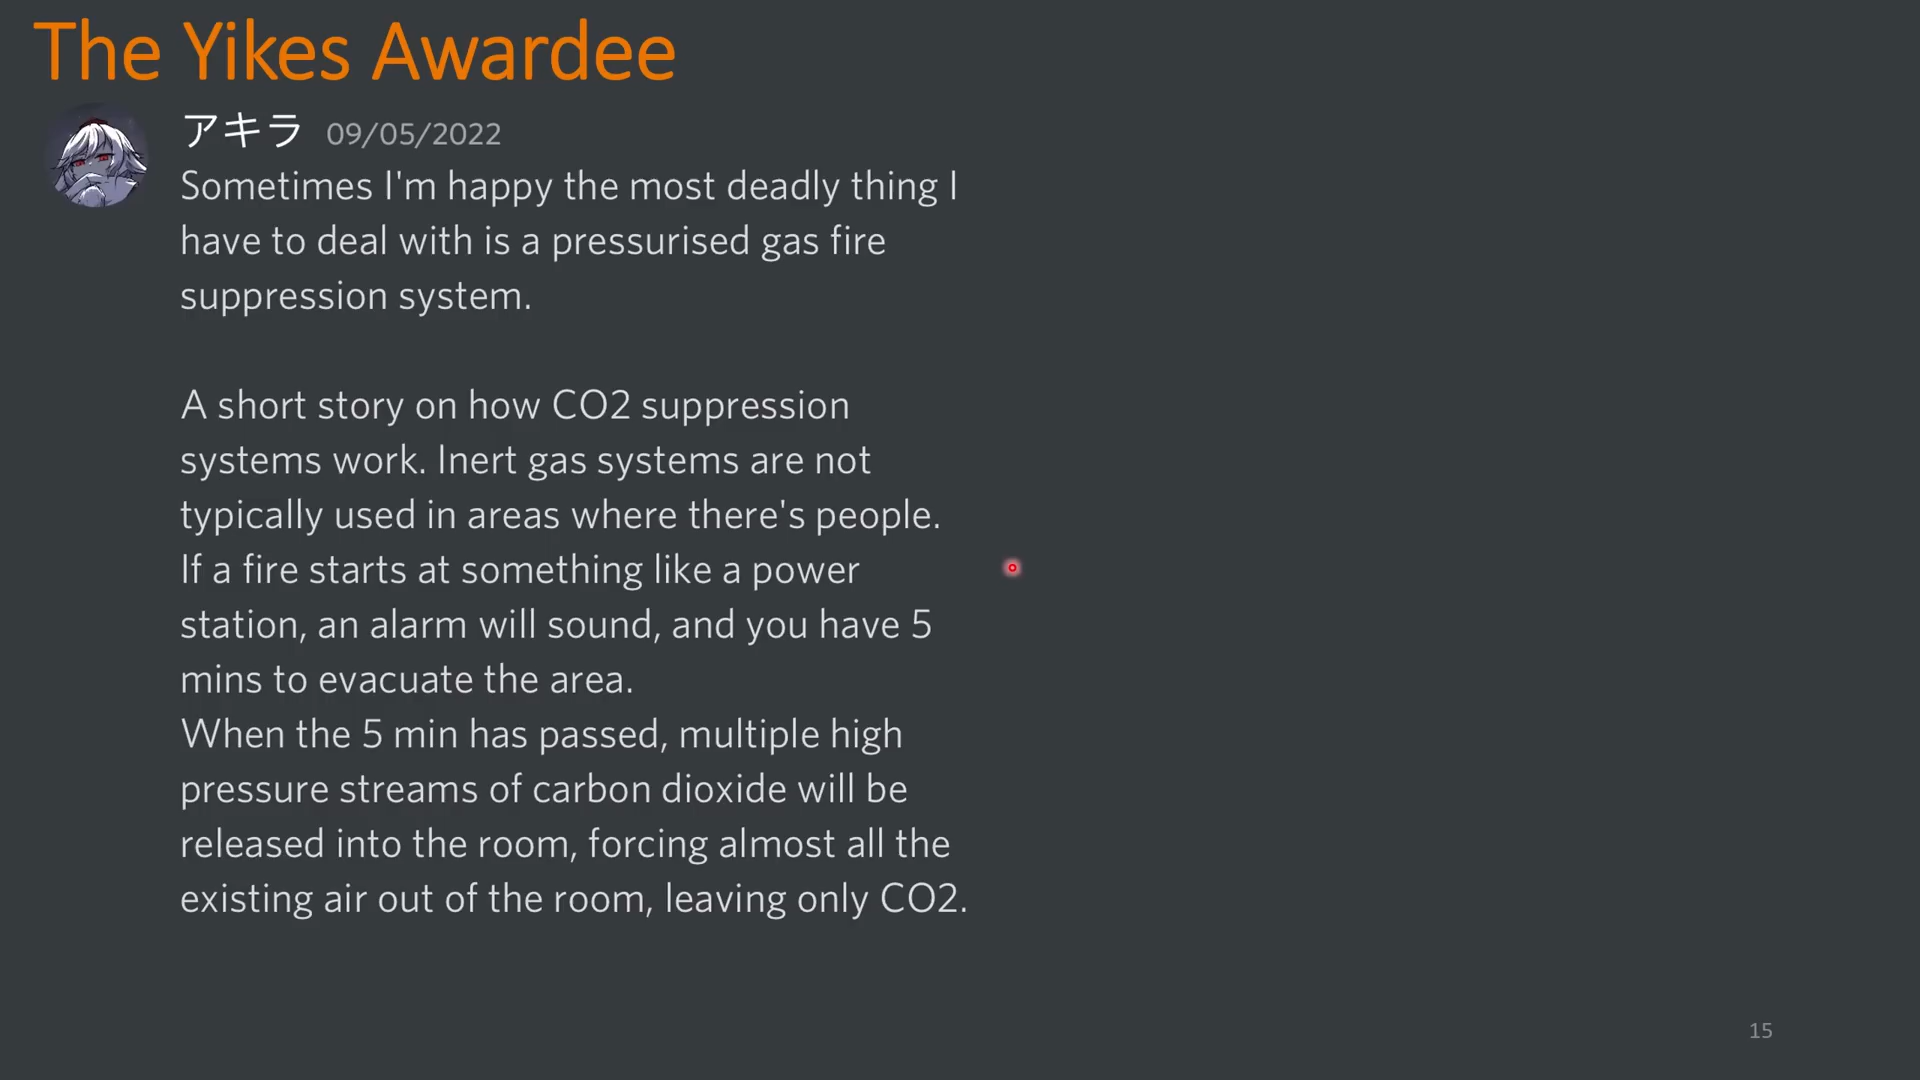 The Yikes Awardee
アキラ 09/05/2022
Sometimes I'm happy the most deadly thing I
have to deal with is a pressurised gas fire
suppression system.
A short story on how CO2 suppression
systems work. Inert gas systems are not
typically used in areas where there's people.
If a fire starts at something like a power
station, an alarm will sound, and you have 5
mins to evacuate the area.
When the 5 min has passed, multiple high
pressure streams of carbon dioxide will be
released into the room, forcing almost all the
existing air out of the room, leaving only CO2.
15